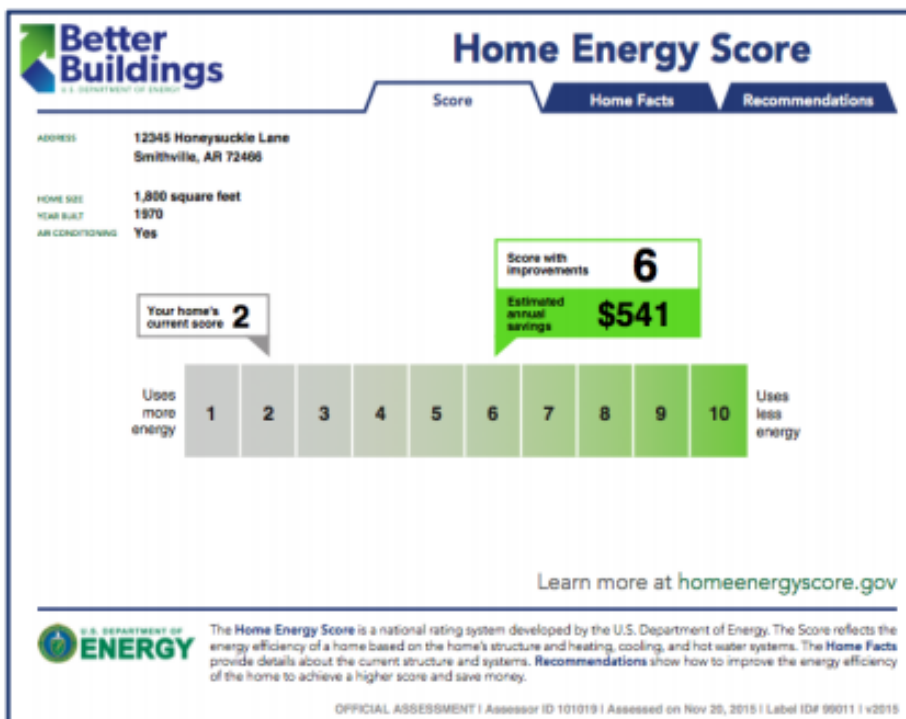 Better
Buildings
U.S. DEPARTMENT OF ENERGY
Home Energy Score
Score
Home Facts
Recommendations
ADDRESS
12345 Honeysuckle Lane
Smithville, AR 72466
HOME SIZE
1,800 square feet
YEAR BUILT
1970
AIR CONDITIONING
Yes
Score with
improvements
6
Estimated
annual
savings
$541
Your home's
current score
2
Uses
more
energy
1 2 3 4 5 6 7 8 9 10
Uses
less
energy
Learn more at homeenergyscore.gov
U.S. DEPARTMENT OF
ENERGY
The Home Energy Score is a national rating system developed by the U.S. Department of Energy. The Score reflects the
energy efficiency of a home based on the home's structure and heating, cooling, and hot water systems. The Home Facts
provide details about the current structure and systems. Recommendations show how to improve the energy efficiency
of the home to achieve a higher score and save money.
OFFICIAL ASSESSMENT | Assessor ID 101019 | Assessed on Nov 20, 2015 | Label ID# 99011 | v2015